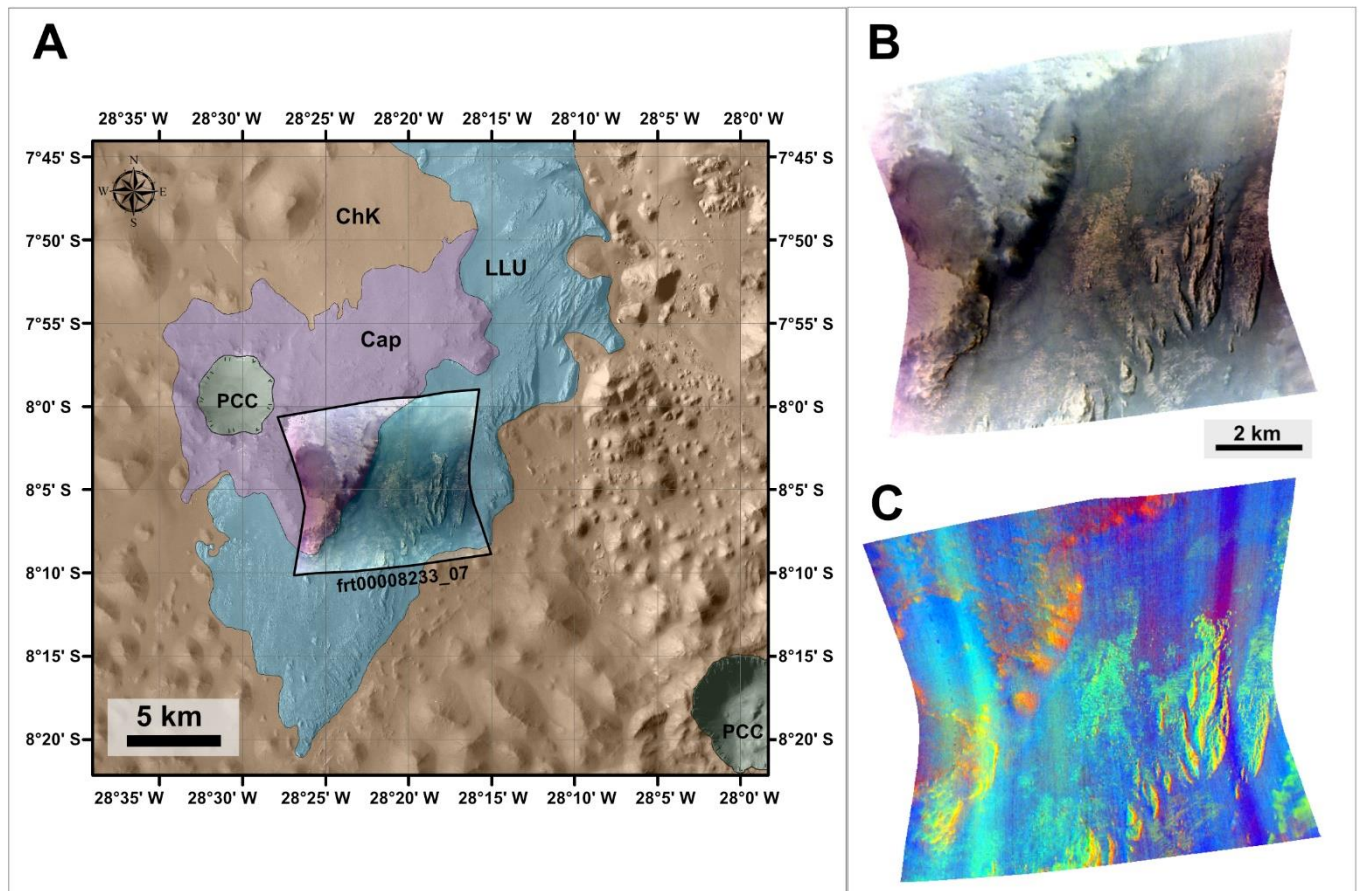 A
28°35' W 28°30' W 28°25' W 28°20' W 28°15' W 28°10' W 28°5' W 28°0' W
7°45' S 7°45' S
N
W E
S
ChK
7°50' S 7°50' S
LLU
7°55' S 7°55' S
Cap
PCC
8°0' S 8°0' S
8°5' S 8°5' S
8°10' S 8°10' S
frt00008233_07
8°15' S 8°15' S
5 km
PCC
8°20' S 8°20' S
28°35' W 28°30' W 28°25' W 28°20' W 28°15' W 28°10' W 28°5' W 28°0' W
B
2 km
C